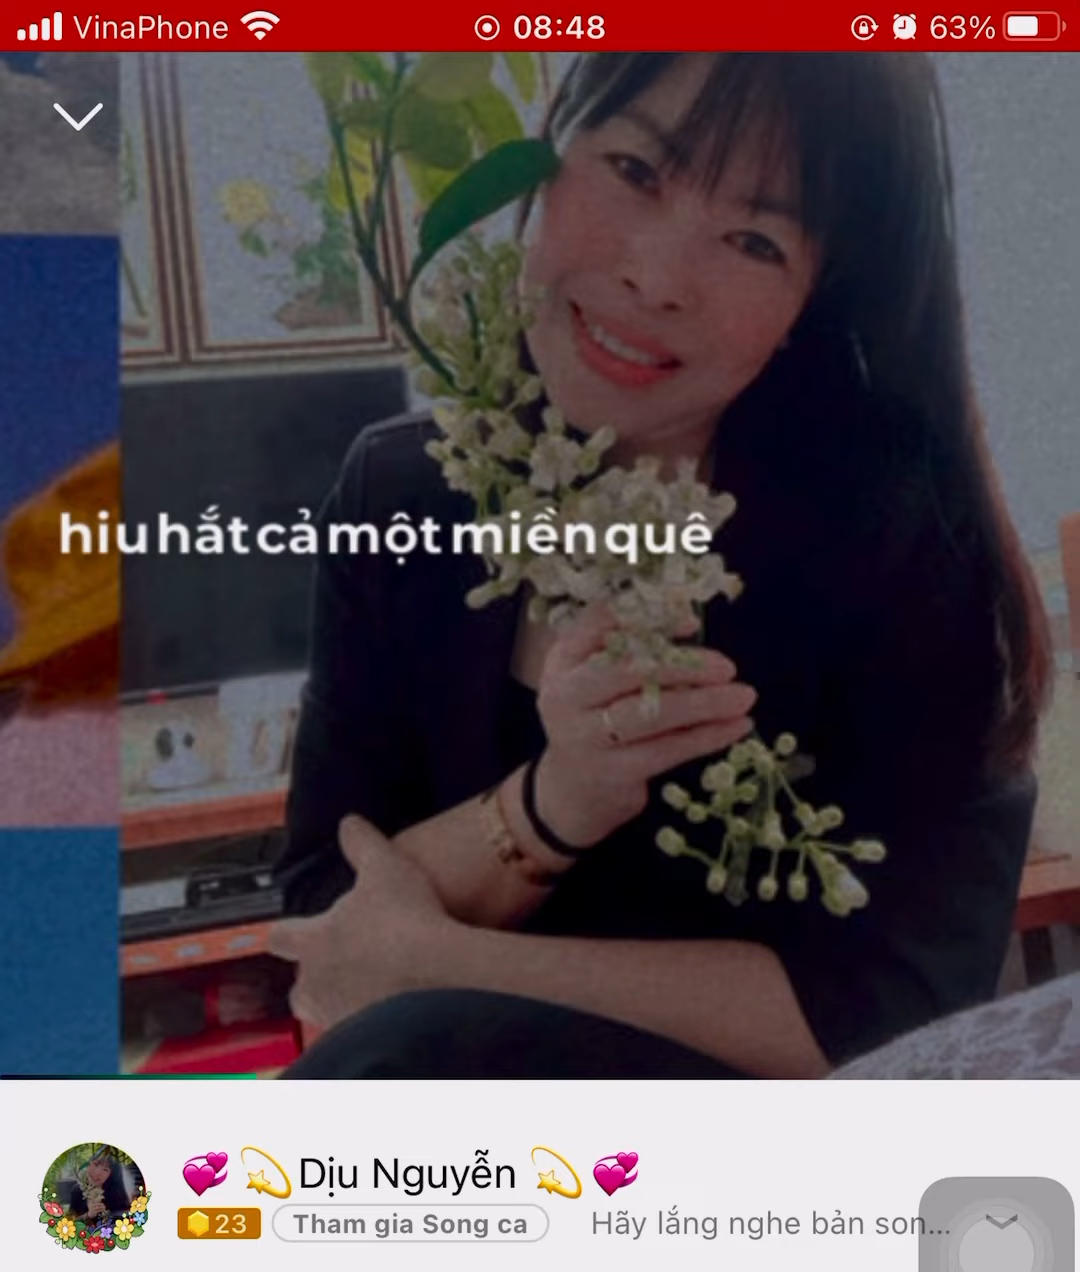 VinaPhone 08:48 63%
hiu hắt cả một miền quê
Dịu Nguyễn
23 Tham gia Song ca Hãy lắng nghe bản son...